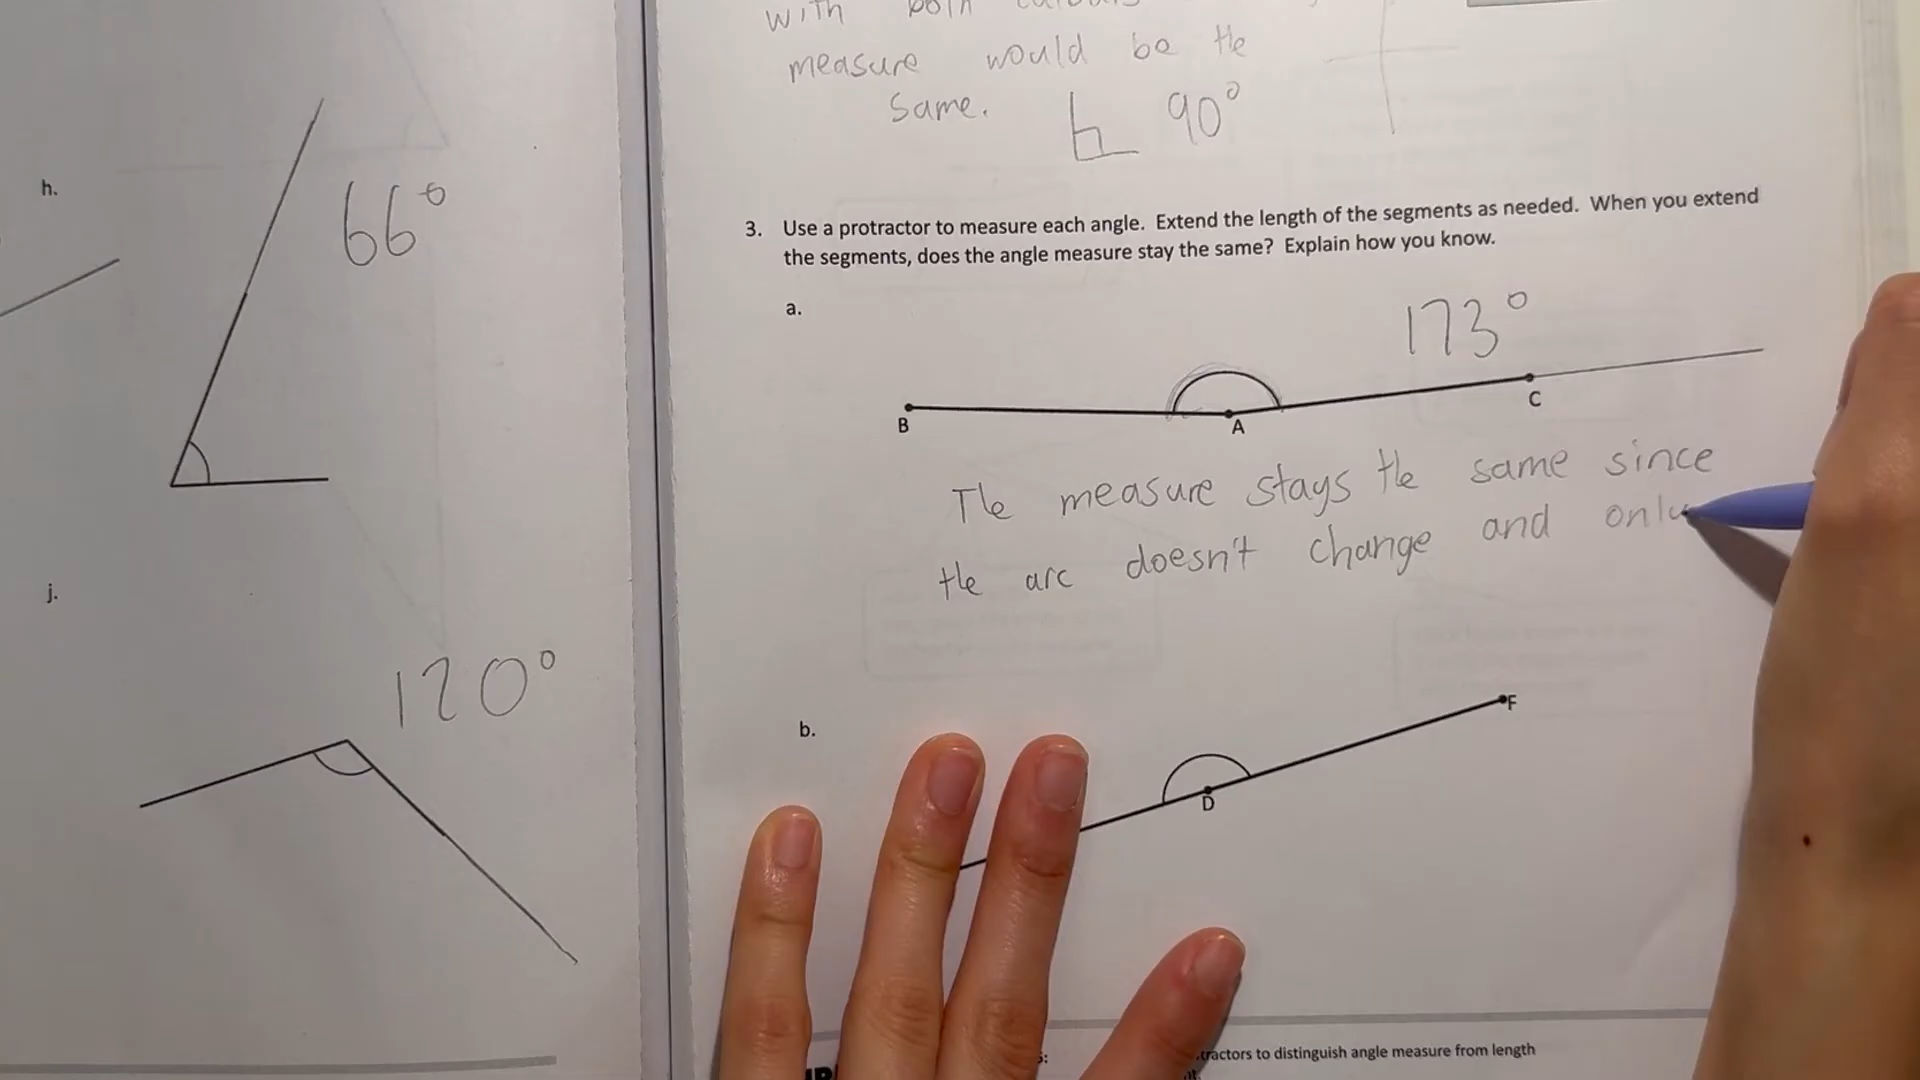 with both
measure would be the
same. 90°
h.
66°
3. Use a protractor to measure each angle. Extend the length of the segments as needed. When you extend
the segments, does the angle measure stay the same? Explain how you know.
a.
173°
B
A
C
The measure stays the same since
the arc doesn't change and only
j.
120°
b.
F
D
tractors to distinguish angle measure from length